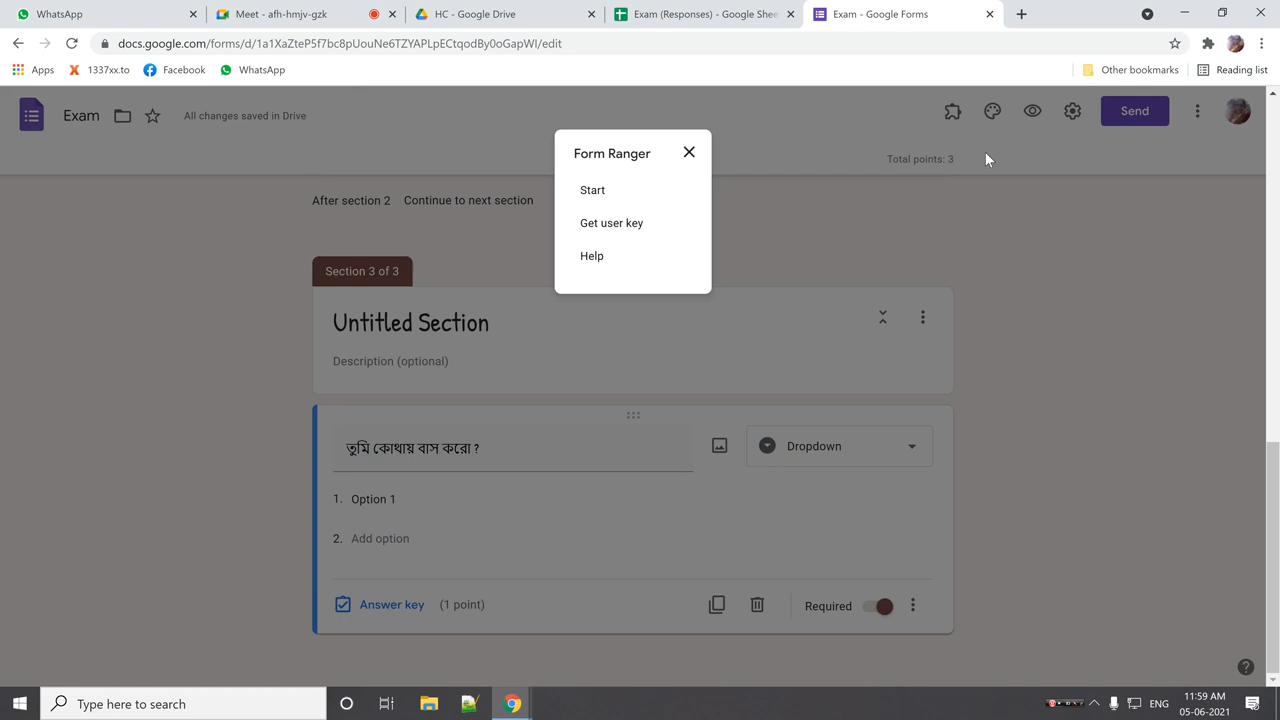 WhatsApp
Meet - afh-hmjv-gzk
HC - Google Drive
Exam (Responses) - Google Shee
Exam - Google Forms
docs.google.com/forms/d/1a1XaZteP5f7bc8pUouNe6TZYAPLpECtqodBy0oGapWI/edit
Apps
1337xx.to
Facebook
WhatsApp
Other bookmarks
Reading list
Exam
All changes saved in Drive
Send
Total points: 3
Form Ranger
Start
Get user key
Help
After section 2 Continue to next section
Section 3 of 3
Untitled Section
Description (optional)
তুমি কোথায় বাস করো ?
Dropdown
1. Option 1
2. Add option
Answer key (1 point)
Required
Type here to search
ENG
11:59 AM
05-06-2021